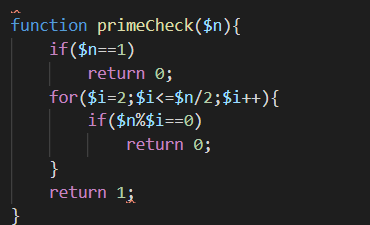 function primeCheck($n){
    if($n==1)
        return 0;
    for($i=2;$i<=$n/2;$i++){
        if($n%$i==0)
            return 0;
    }
    return 1;
}